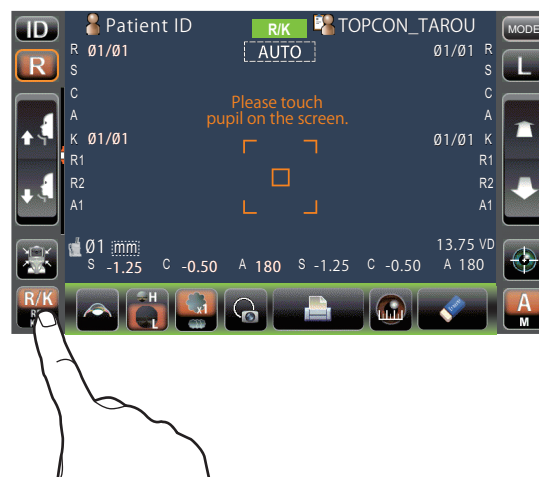 ID Patient ID R/K TOPCON_TAROU MODE
R R Ø1/Ø1 AUTO Ø1/Ø1 R L
S S
C C
A Please touch A
pupil on the screen.
K Ø1/Ø1 Ø1/Ø1 K
R1 R1
R2 R2
A1 A1
Ø1 mm 13.75 VD
S -1.25 C -0.50 A 180 S -1.25 C -0.50 A 180
R/K H L x1 A M